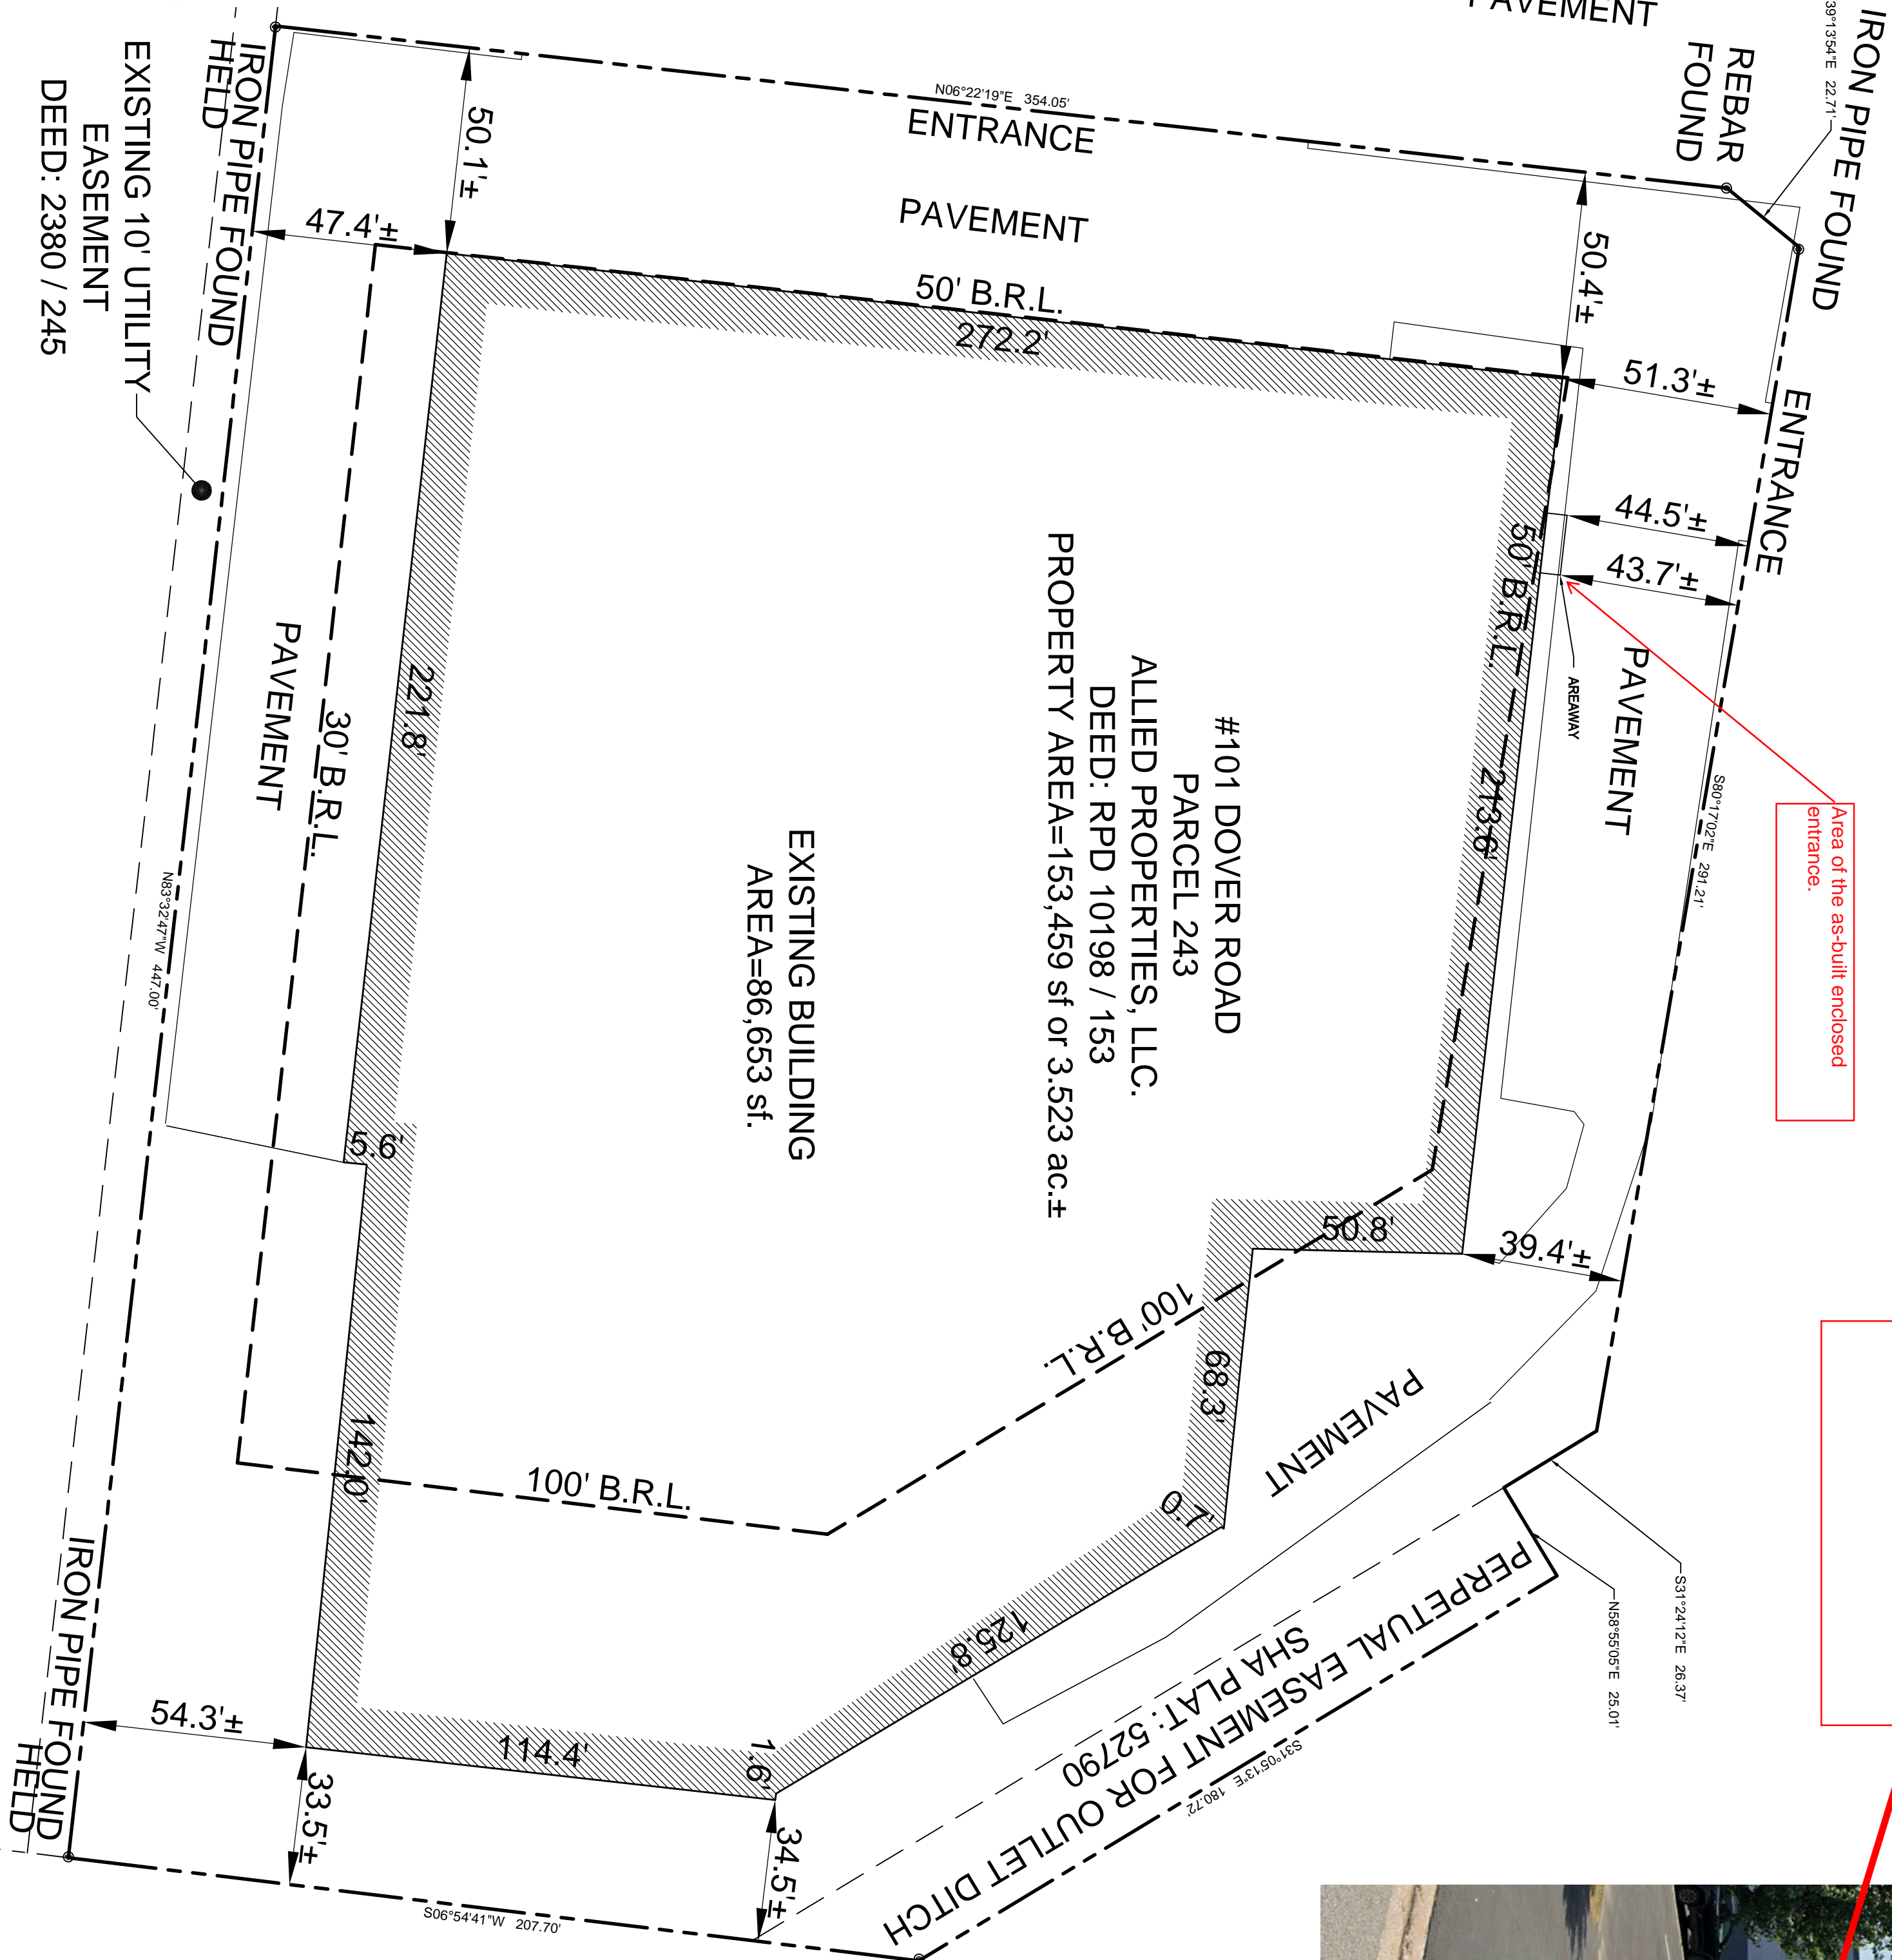 PAVEMENT
39°13'54"E 22.71'
IRON PIPE FOUND
REBAR
FOUND
N06°22'19"E 354.05'
ENTRANCE
PAVEMENT
50' B.R.L.
272.2'
50.1'±
47.4'±
50.4'±
51.3'±
ENTRANCE
44.5'±
43.7'±
IRON PIPE FOUND
HELD
EXISTING 10' UTILITY
EASEMENT
DEED: 2380 / 245
50' B.R.L.
AREAWAY
PAVEMENT
S80°17'02"E 291.21'
Area of the as-built enclosed
entrance.
213.6'
#101 DOVER ROAD
PARCEL 243
ALLIED PROPERTIES, LLC.
DEED: RPD 10198 / 153
PROPERTY AREA=153,459 sf or 3.523 ac.±
EXISTING BUILDING
AREA=86,653 sf.
221.8'
30' B.R.L.
PAVEMENT
N83°32'47"W 447.00'
5.6'
50.8'
39.4'±
100' B.R.L.
68.3'
PAVEMENT
0.7'
142.0'
100' B.R.L.
125.8'
S31°24'12"E 26.37'
N58°55'05"E 25.01'
PERPETUAL EASEMENT FOR OUTLET DITCH
SHA PLAT: 52790
S31°05'13"E 180.72'
IRON PIPE FOUND
HELD
54.3'±
114.4'
1.6'
33.5'±
34.5'±
S06°54'41"W 207.70'